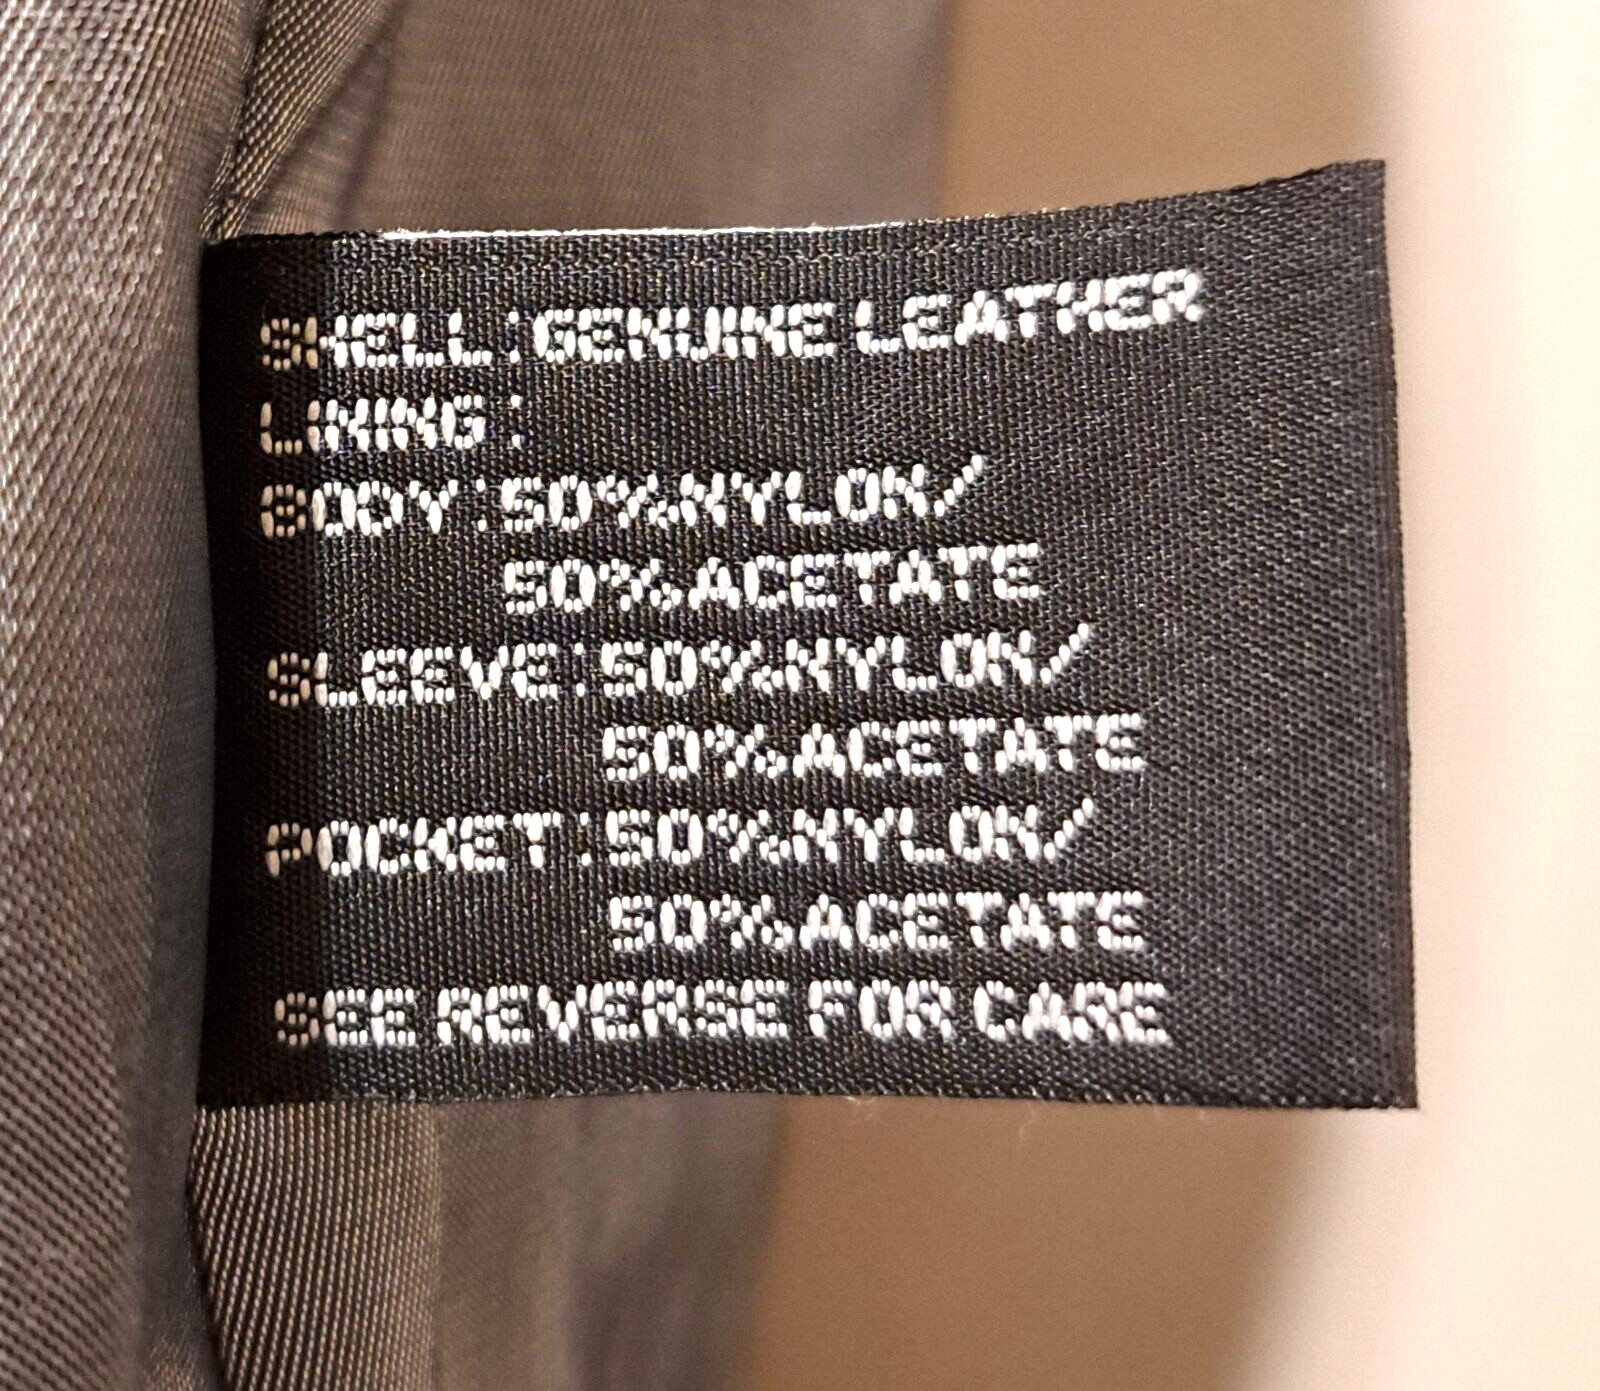 SHELL:GENUINE LEATHER
LINING:
BODY:50%NYLON/
50%ACETATE
SLEEVE:50%NYLON/
50%ACETATE
POCKET:50%NYLON/
50%ACETATE
SEE REVERSE FOR CARE